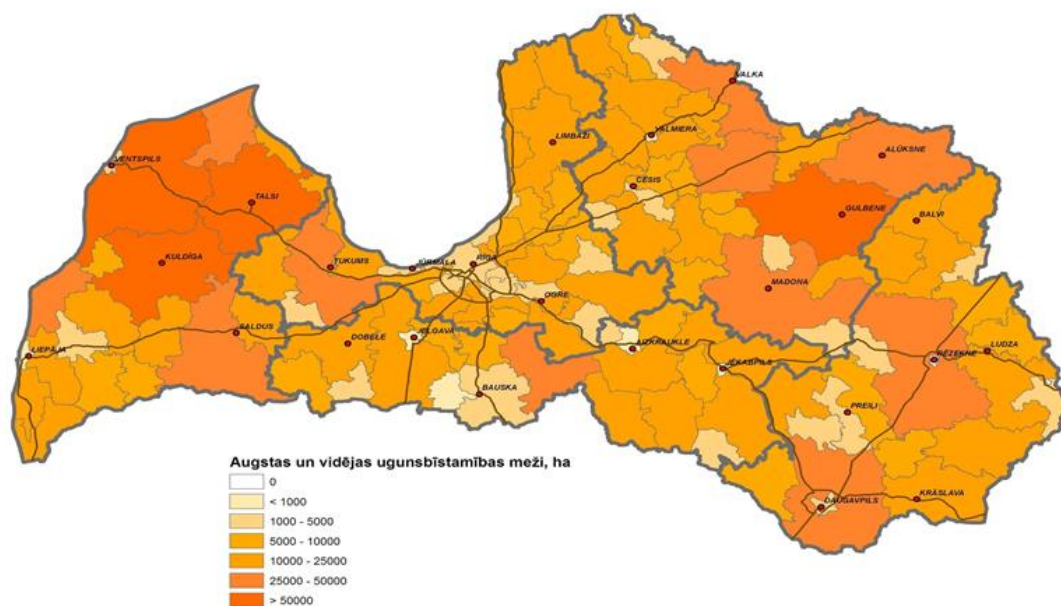 VALKA
VALMIERA
LIMBAŽI
ALŪKSNE
VENTSPILS
CĒSIS
TALSI
GULBENE
BALVI
KULDĪGA
TUKUMS
JŪRMALA
RĪGA
MADONA
OGRE
SALDUS
DOBELE
JELGAVA
AIZKRAUKLE
LUDZA
LIEPĀJA
RĒZEKNE
JĒKABPILS
BAUSKA
PREIĻI
KRĀSLAVA
DAUGAVPILS
Augstas un vidējas ugunsbīstamības meži, ha
0
< 1000
1000 - 5000
5000 - 10000
10000 - 25000
25000 - 50000
> 50000